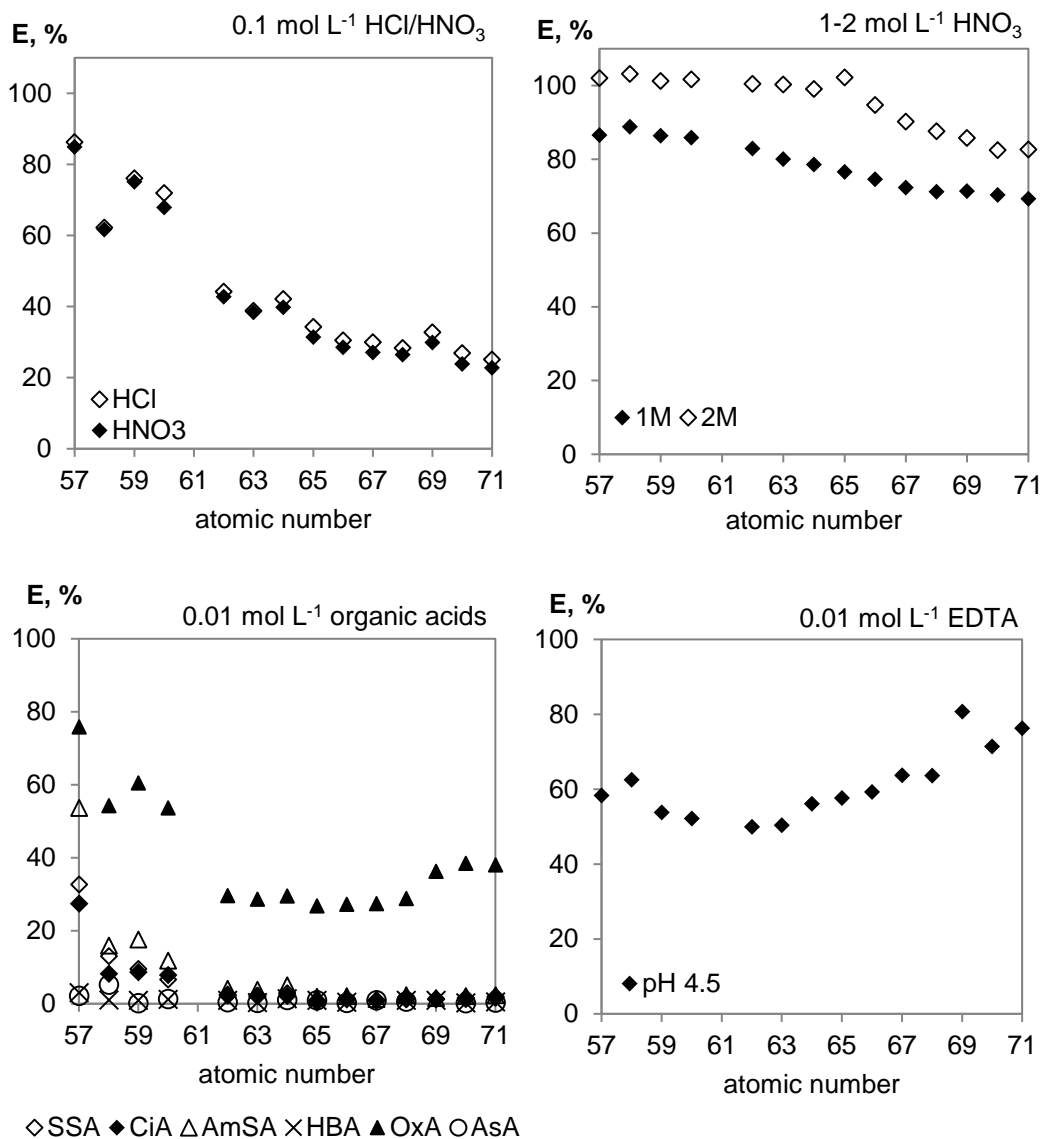 E, %
0.1 mol L⁻¹ HCl/HNO₃
100
80
60
40
20
0
57 59 61 63 65 67 69 71
atomic number
◇HCl
◆HNO3
E, %
1-2 mol L⁻¹ HNO₃
100
80
60
40
20
0
57 59 61 63 65 67 69 71
atomic number
◆1M ◇2M
E, %
0.01 mol L⁻¹ organic acids
100
80
60
40
20
0
57 59 61 63 65 67 69 71
atomic number
◇SSA ◆CiA △AmSA ×HBA ▲OxA ○AsA
E, %
0.01 mol L⁻¹ EDTA
100
80
60
40
20
0
57 59 61 63 65 67 69 71
atomic number
◆pH 4.5